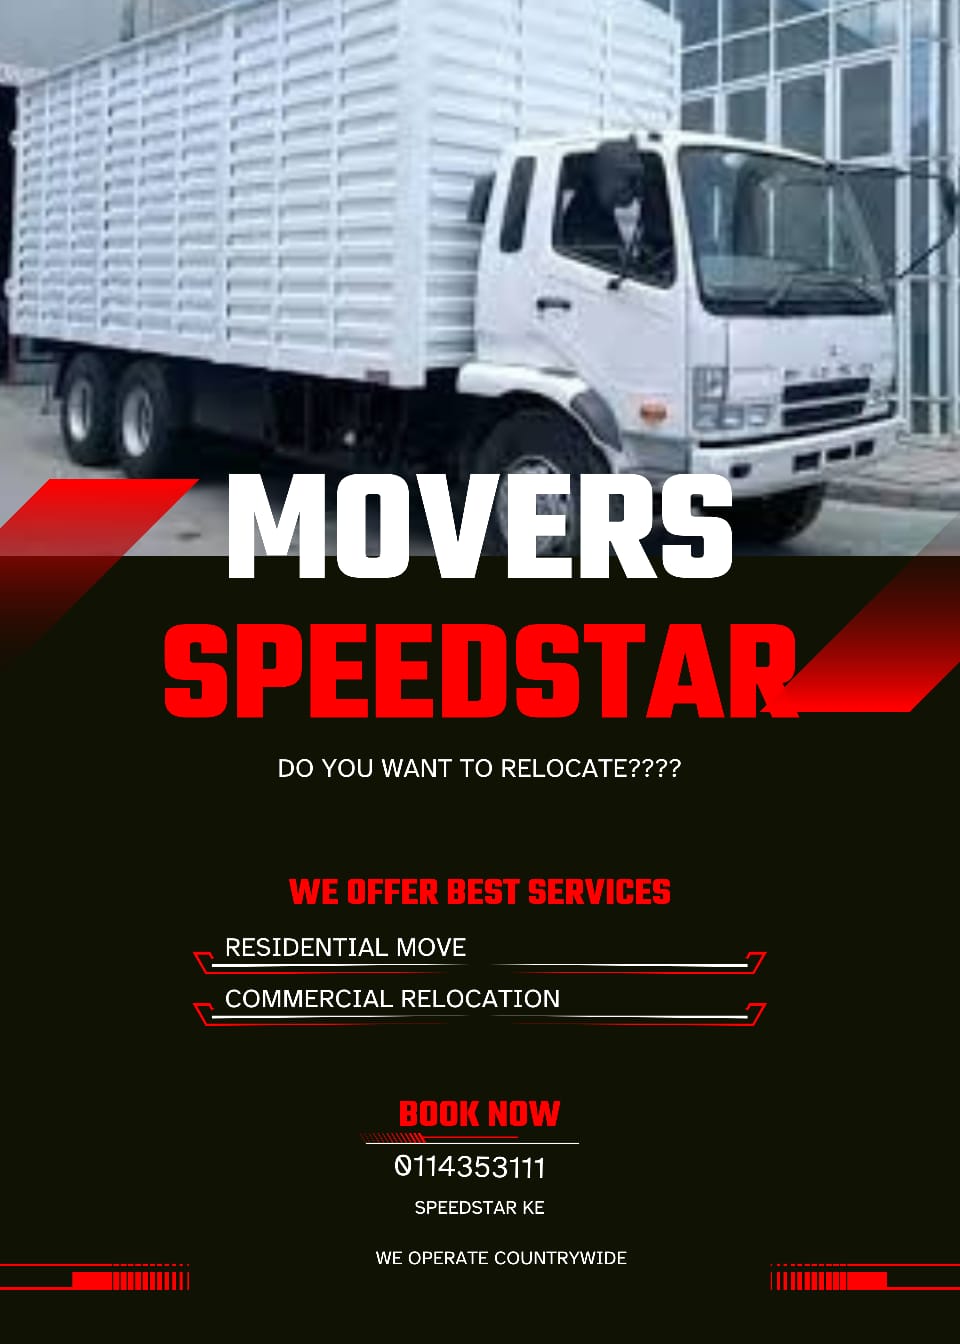 MOVERS
SPEEDSTAR
DO YOU WANT TO RELOCATE????
WE OFFER BEST SERVICES
RESIDENTIAL MOVE
COMMERCIAL RELOCATION
BOOK NOW
0114353111
SPEEDSTAR KE
WE OPERATE COUNTRYWIDE